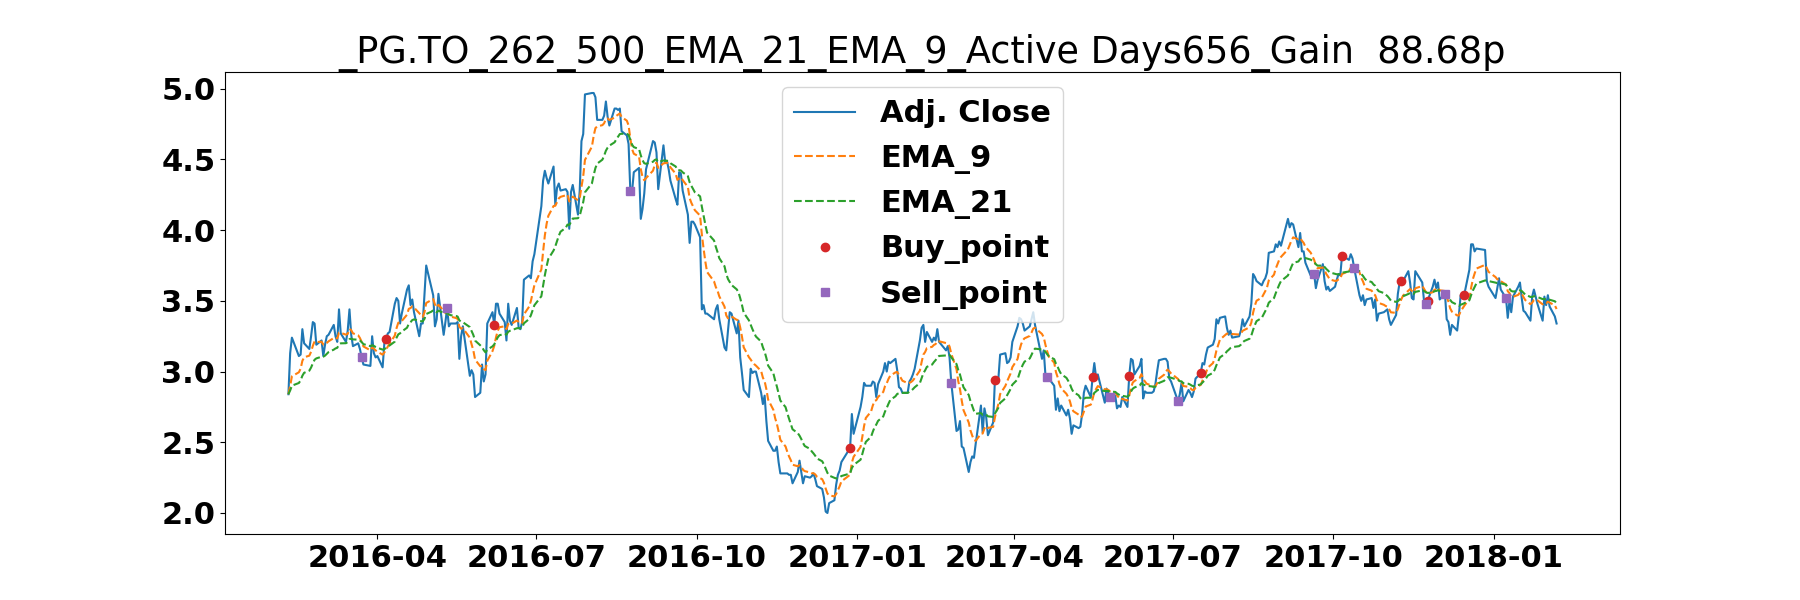 _PG.TO_262_500_EMA_21_EMA_9_Active Days656_Gain  88.68p
5.0
4.5
4.0
3.5
3.0
2.5
2.0
Adj. Close
EMA_9
EMA_21
Buy_point
Sell_point
2016-04 2016-07 2016-10 2017-01 2017-04 2017-07 2017-10 2018-01